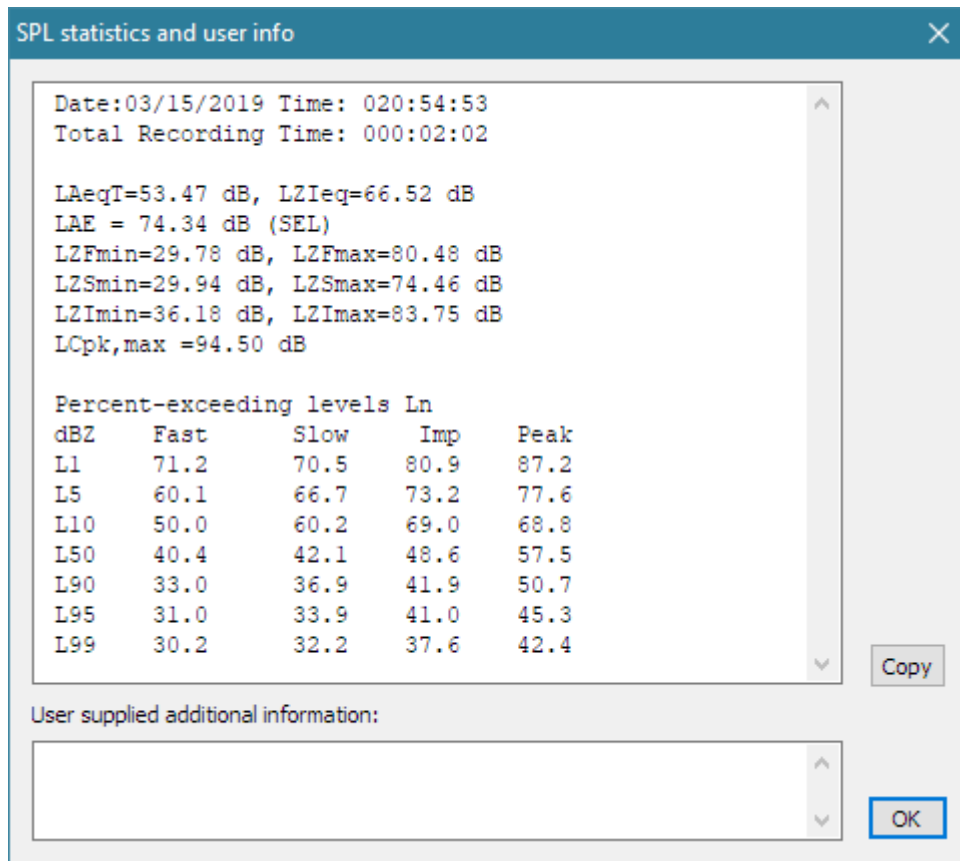 SPL statistics and user info
Date:03/15/2019 Time: 020:54:53
Total Recording Time: 000:02:02
LAeqT=53.47 dB, LZIeq=66.52 dB
LAE = 74.34 dB (SEL)
LZFmin=29.78 dB, LZFmax=80.48 dB
LZSmin=29.94 dB, LZSmax=74.46 dB
LZImin=36.18 dB, LZImax=83.75 dB
LCpk,max =94.50 dB
Percent-exceeding levels Ln
dBZ Fast Slow Imp Peak
L1 71.2 70.5 80.9 87.2
L5 60.1 66.7 73.2 77.6
L10 50.0 60.2 69.0 68.8
L50 40.4 42.1 48.6 57.5
L90 33.0 36.9 41.9 50.7
L95 31.0 33.9 41.0 45.3
L99 30.2 32.2 37.6 42.4
Copy
User supplied additional information:
OK